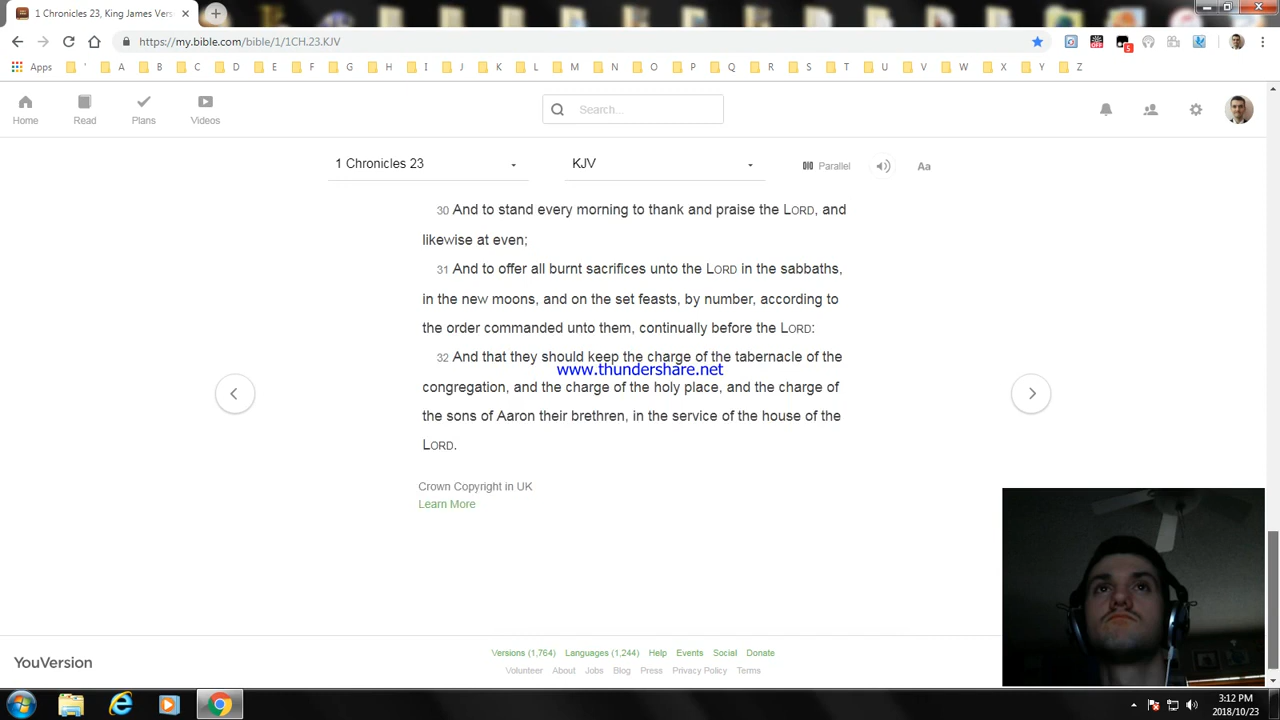 1 Chronicles 23, King James Vers
https://my.bible.com/bible/1/1CH.23.KJV
Apps ' A B C D E F G H I J K L M N O P Q R S T U V W X Y Z
Home Read Plans Videos
Search...
1 Chronicles 23 KJV Parallel Aa
30 And to stand every morning to thank and praise the LORD, and
likewise at even;
31 And to offer all burnt sacrifices unto the LORD in the sabbaths,
in the new moons, and on the set feasts, by number, according to
the order commanded unto them, continually before the LORD:
32 And that they should keep the charge of the tabernacle of the
www.thundershare.net
congregation, and the charge of the holy place, and the charge of
the sons of Aaron their brethren, in the service of the house of the
LORD.
Crown Copyright in UK
Learn More
YouVersion
Versions (1,764) Languages (1,244) Help Events Social Donate
Volunteer About Jobs Blog Press Privacy Policy Terms
3:12 PM
2018/10/23